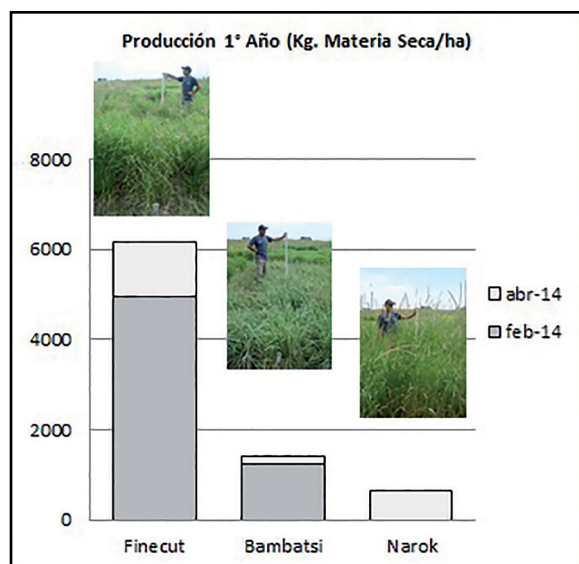 Producción 1° Año (Kg. Materia Seca/ha)
8000
6000
4000
2000
0
abr-14
feb-14
Finecut Bambatsi Narok